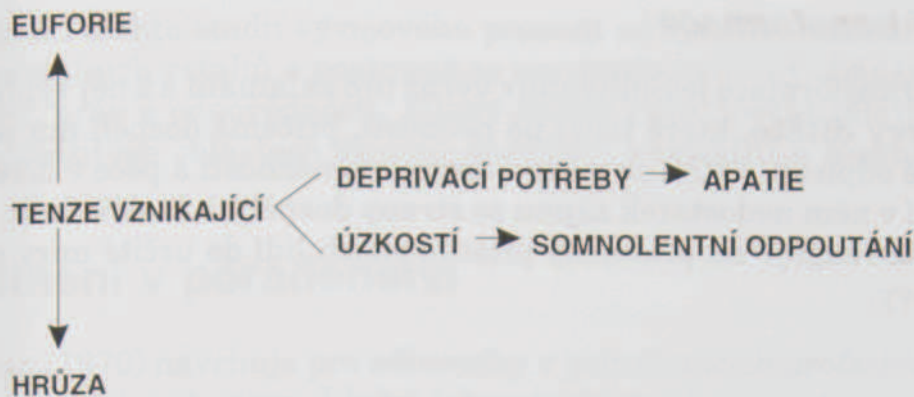 EUFORIE
DEPRIVACÍ POTŘEBY APATIE
TENZE VZNIKAJÍCÍ
ÚZKOSTÍ SOMNOLENTNÍ ODPOUTÁNÍ
HRŮZA